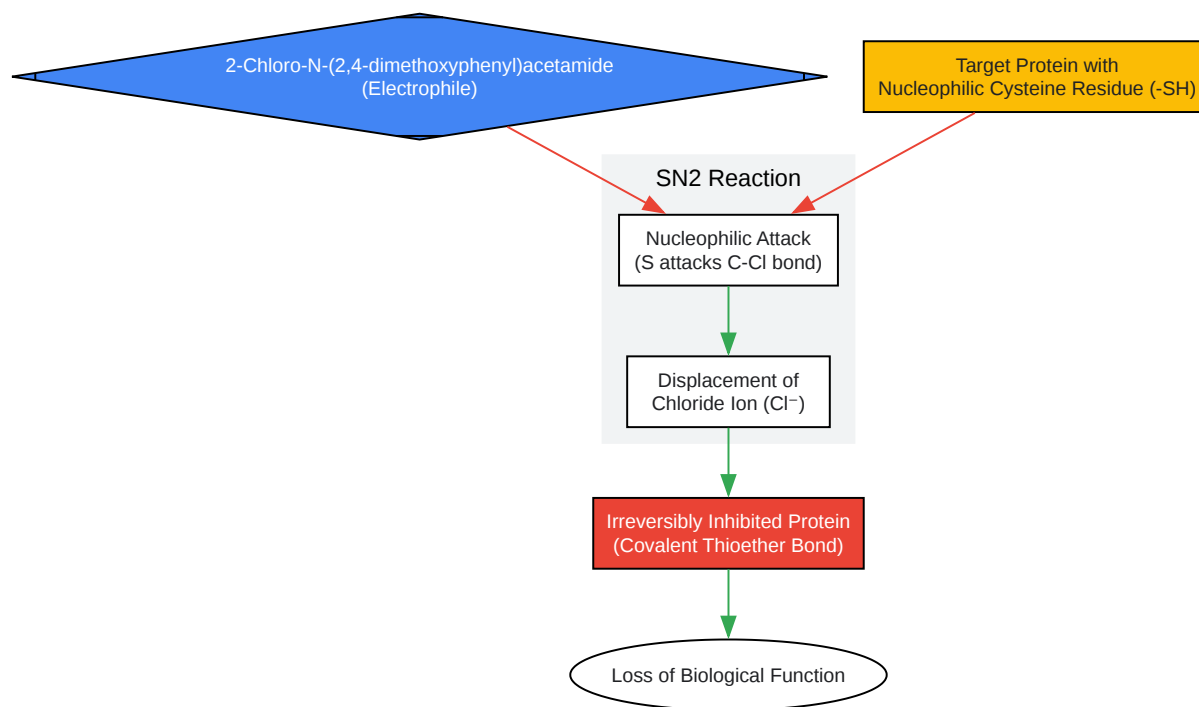 2-Chloro-N-(2,4-dimethoxyphenyl)acetamide
(Electrophile)
Target Protein with
Nucleophilic Cysteine Residue (-SH)
SN2 Reaction
Nucleophilic Attack
(S attacks C-Cl bond)
Displacement of
Chloride Ion (Cl⁻)
Irreversibly Inhibited Protein
(Covalent Thioether Bond)
Loss of Biological Function